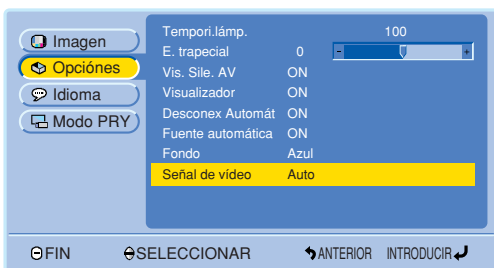 Imagen
Opciónes
Idioma
Modo PRY
Tempori.lámp. 100
E. trapecial 0 - +
Vis. Sile. AV ON
Visualizador ON
Desconex Automát ON
Fuente automática ON
Fondo Azul
Señal de vídeo Auto
FIN SELECCIONAR ANTERIOR INTRODUCIR